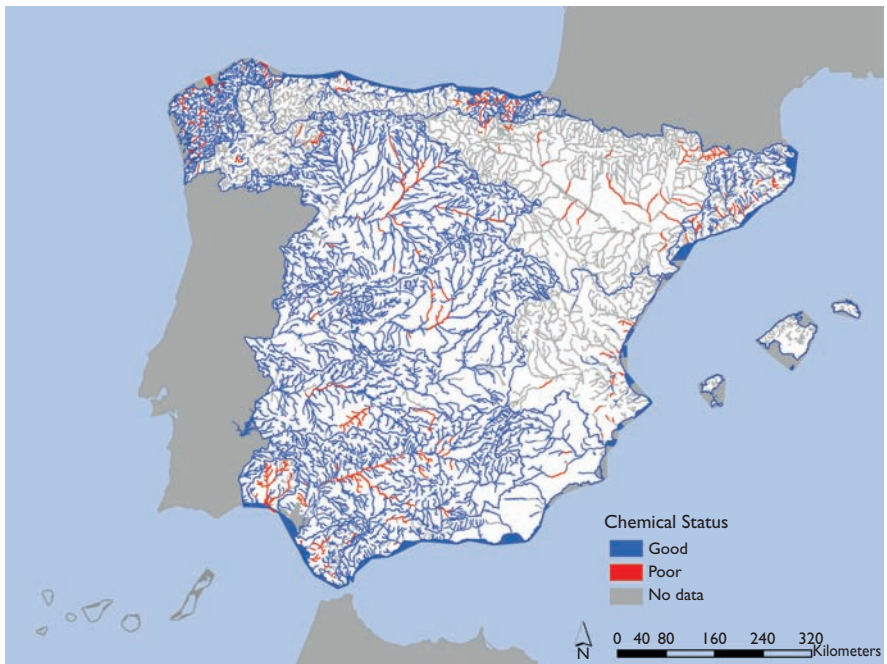 Chemical Status
Good
Poor
No data
N
0 40 80 160 240 320
Kilometers